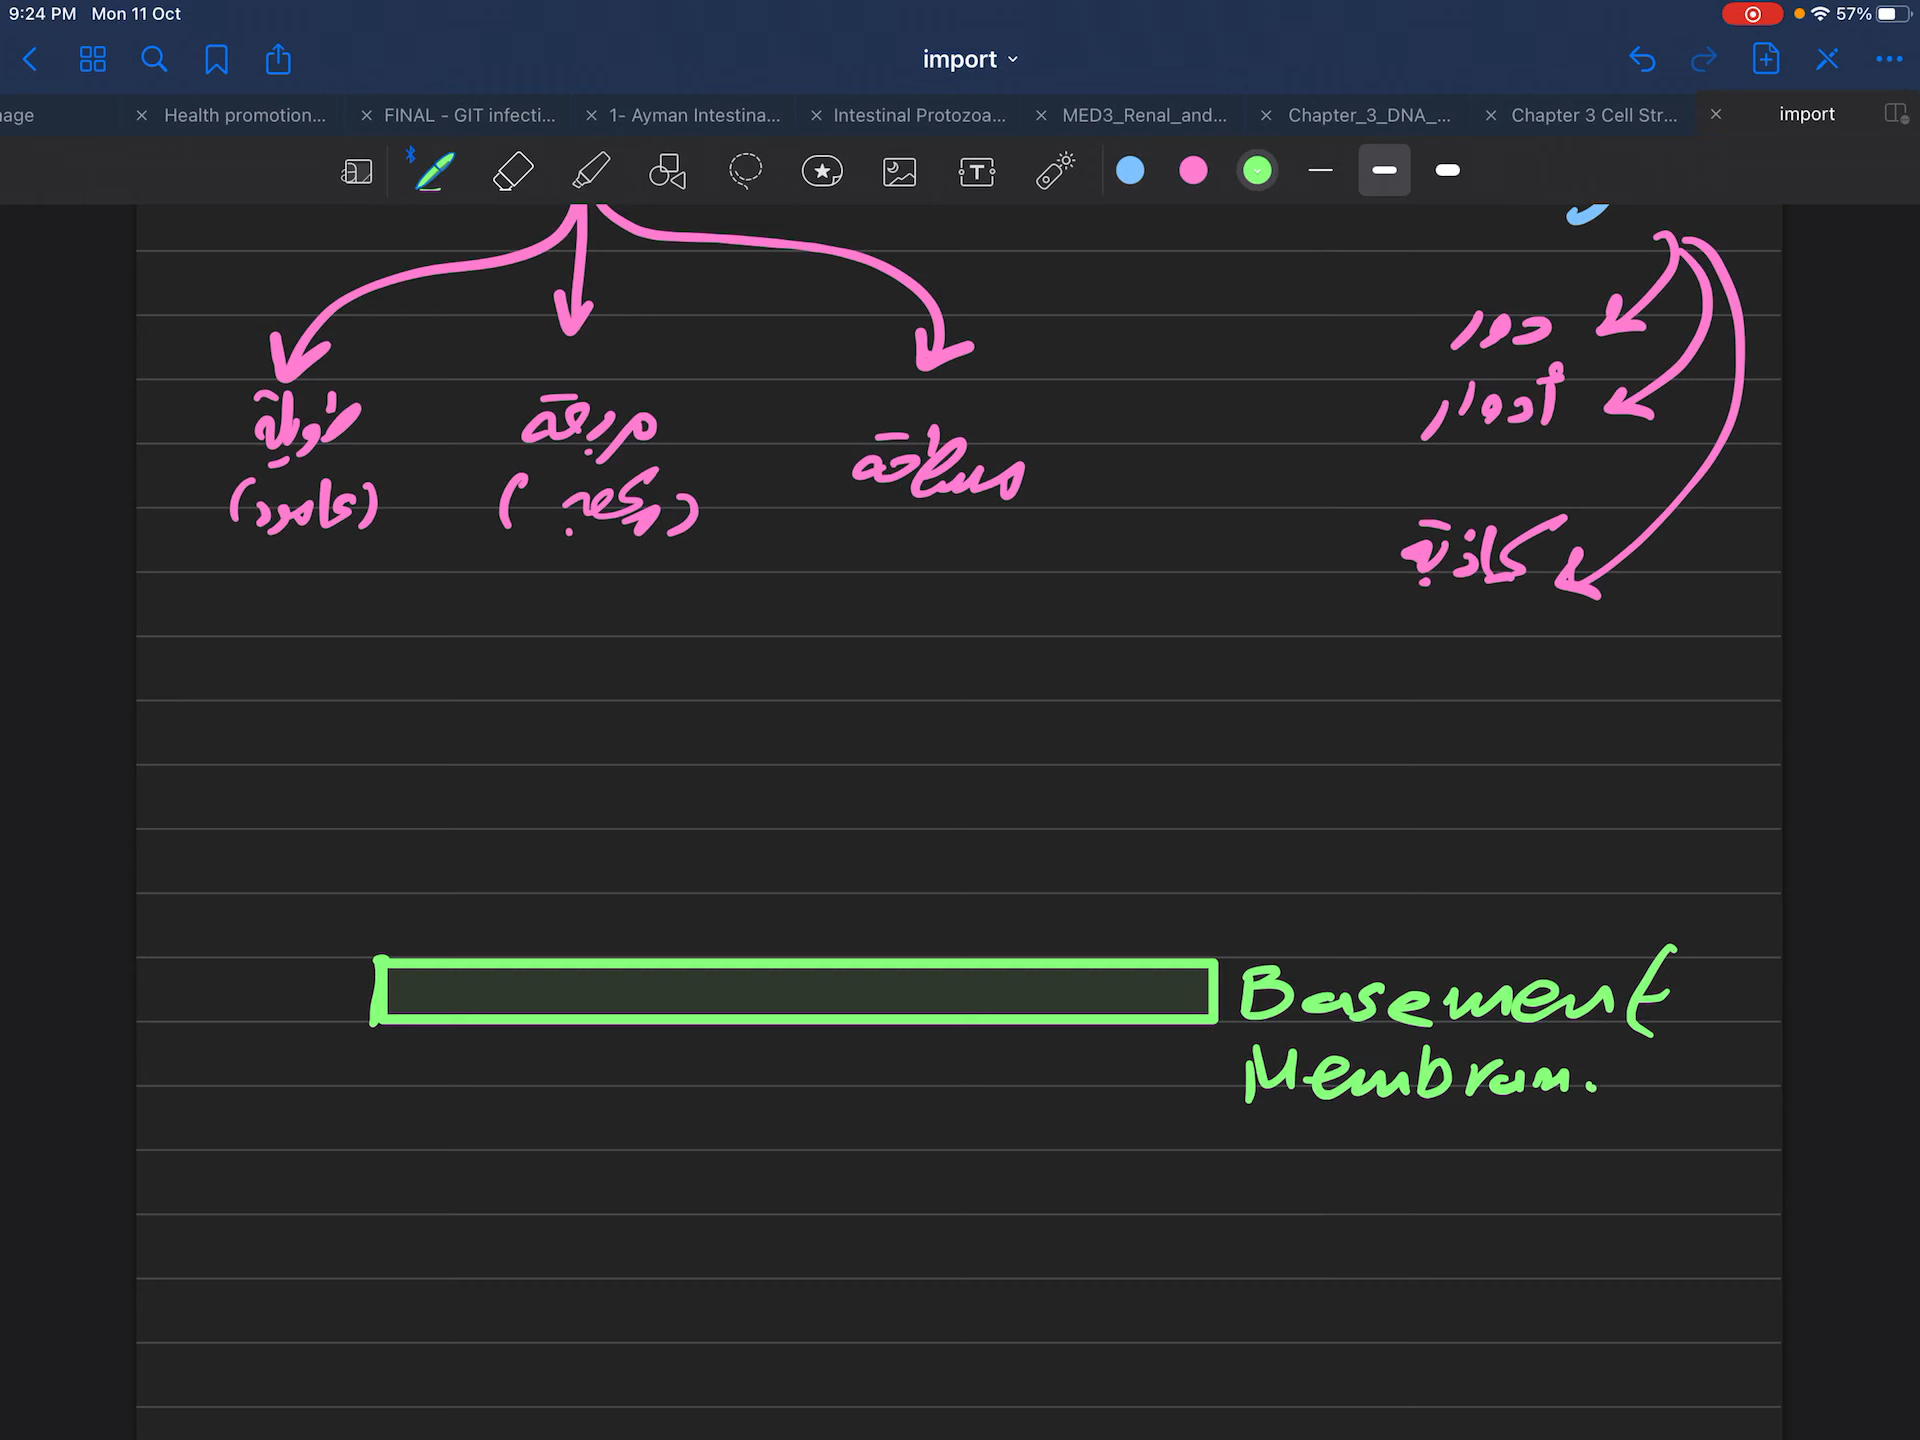 9:24 PM Mon 11 Oct
57%
import
age
Health promotion...
FINAL - GIT infecti...
1- Ayman Intestina...
Intestinal Protozoa...
MED3_Renal_and...
Chapter_3_DNA_...
Chapter 3 Cell Str...
import
T
دور
أدوار
كاذبة
مسطحة
مربعة
(مكعبة)
طولية
(عامود)
Basement
Membran.